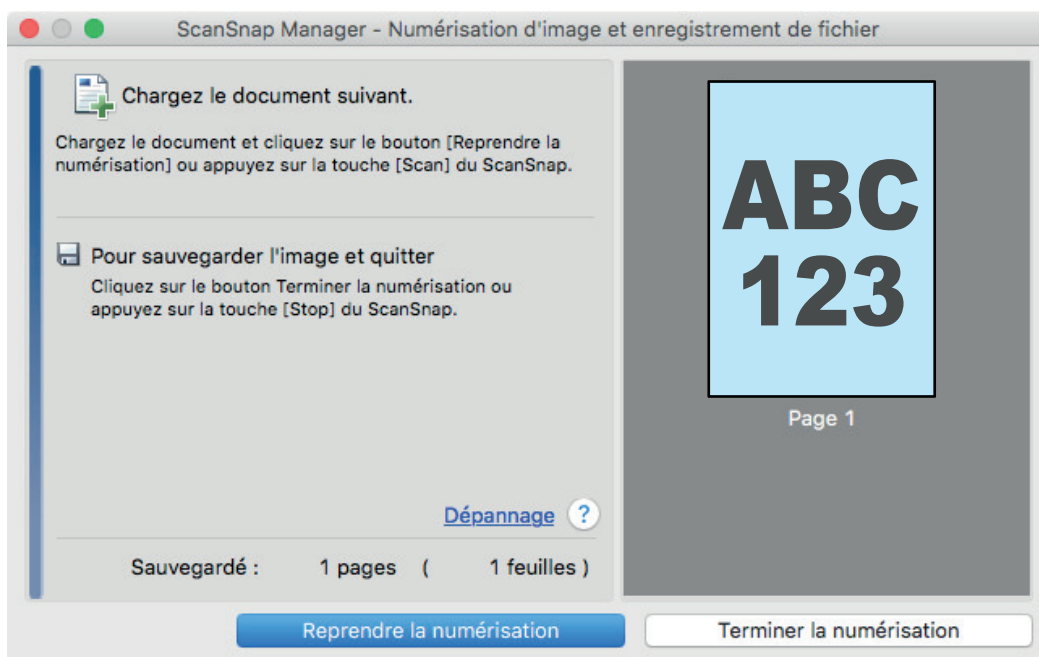 ScanSnap Manager - Numérisation d'image et enregistrement de fichier
Chargez le document suivant.
Chargez le document et cliquez sur le bouton [Reprendre la
numérisation] ou appuyez sur la touche [Scan] du ScanSnap.
Pour sauvegarder l'image et quitter
Cliquez sur le bouton Terminer la numérisation ou
appuyez sur la touche [Stop] du ScanSnap.
Dépannage ?
Sauvegardé : 1 pages ( 1 feuilles )
ABC
123
Page 1
Reprendre la numérisation
Terminer la numérisation